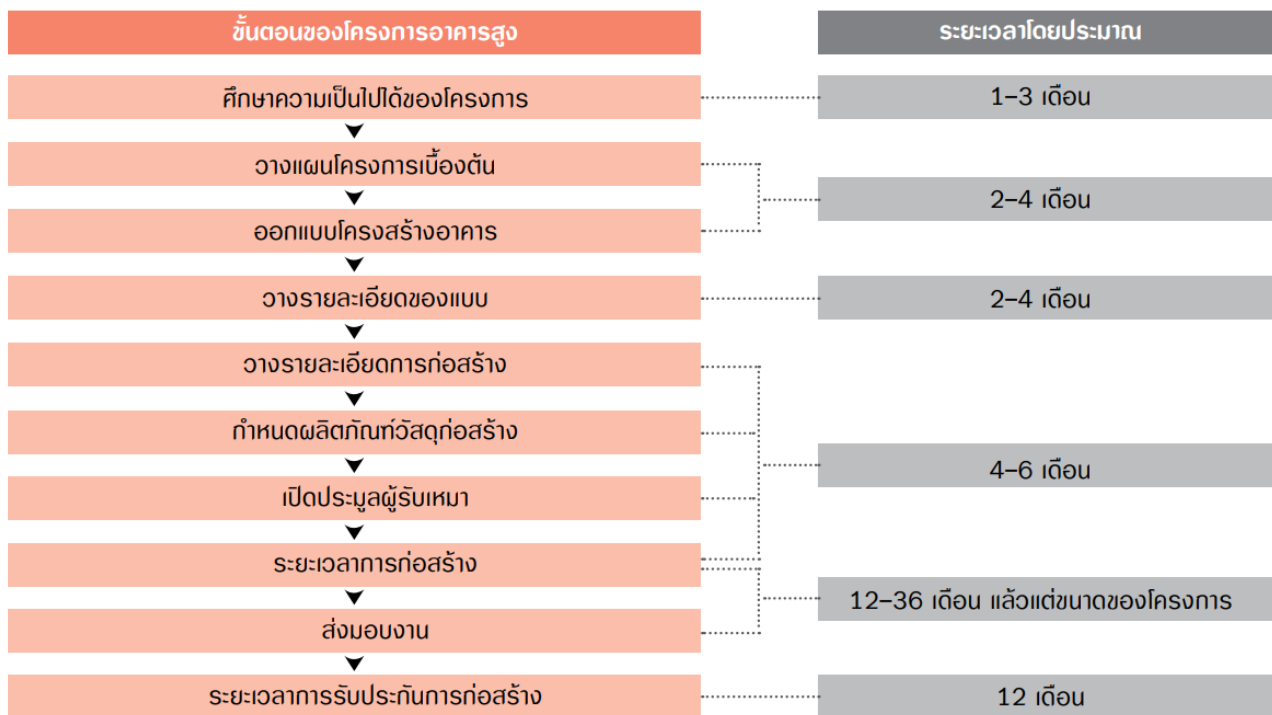 ขั้นตอนของโครงการอาคารสูง
ระยะเวลาโดยประมาณ
ศึกษาความเป็นไปได้ของโครงการ
1–3 เดือน
วางแผนโครงการเบื้องต้น
2–4 เดือน
ออกแบบโครงสร้างอาคาร
วางรายละเอียดของแบบ
2–4 เดือน
วางรายละเอียดการก่อสร้าง
กำหนดผลิตภัณฑ์วัสดุก่อสร้าง
4–6 เดือน
เปิดประมูลผู้รับเหมา
ระยะเวลาการก่อสร้าง
12–36 เดือน แล้วแต่ขนาดของโครงการ
ส่งมอบงาน
ระยะเวลาการรับประกันการก่อสร้าง
12 เดือน